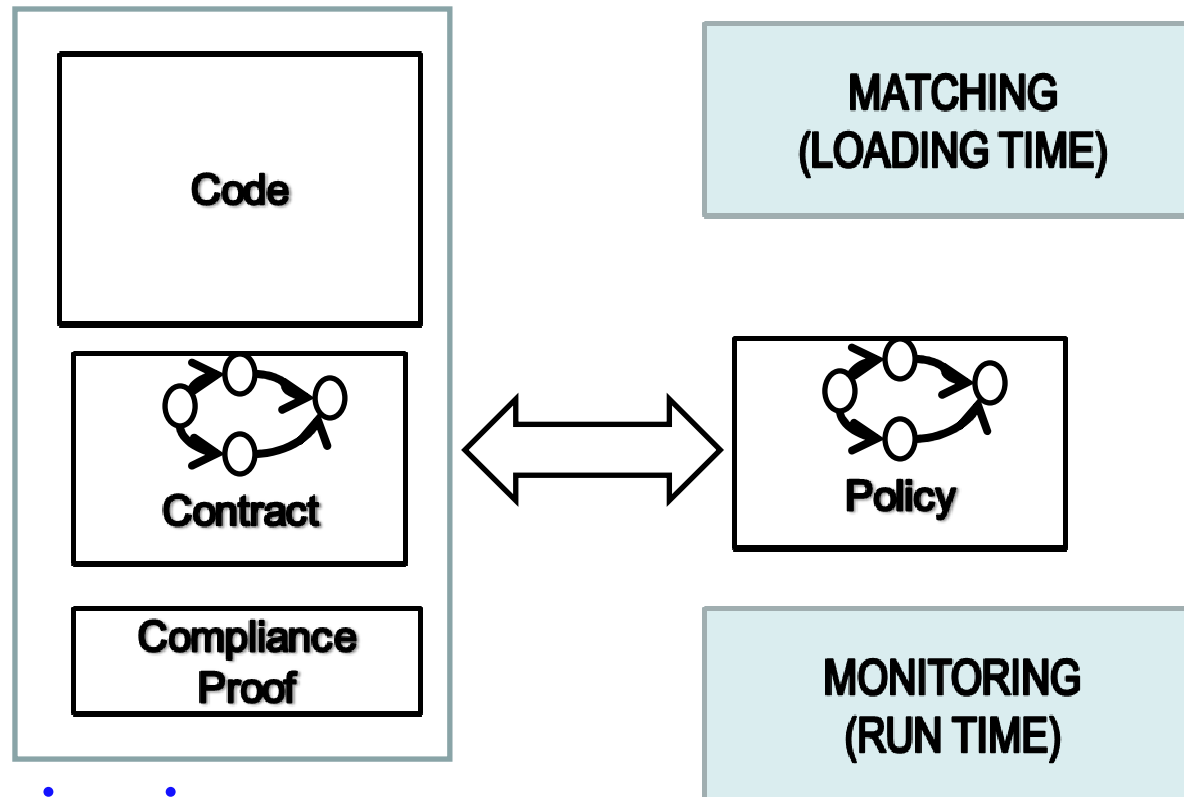 Code
Contract
Compliance
Proof
MATCHING
(LOADING TIME)
Policy
MONITORING
(RUN TIME)